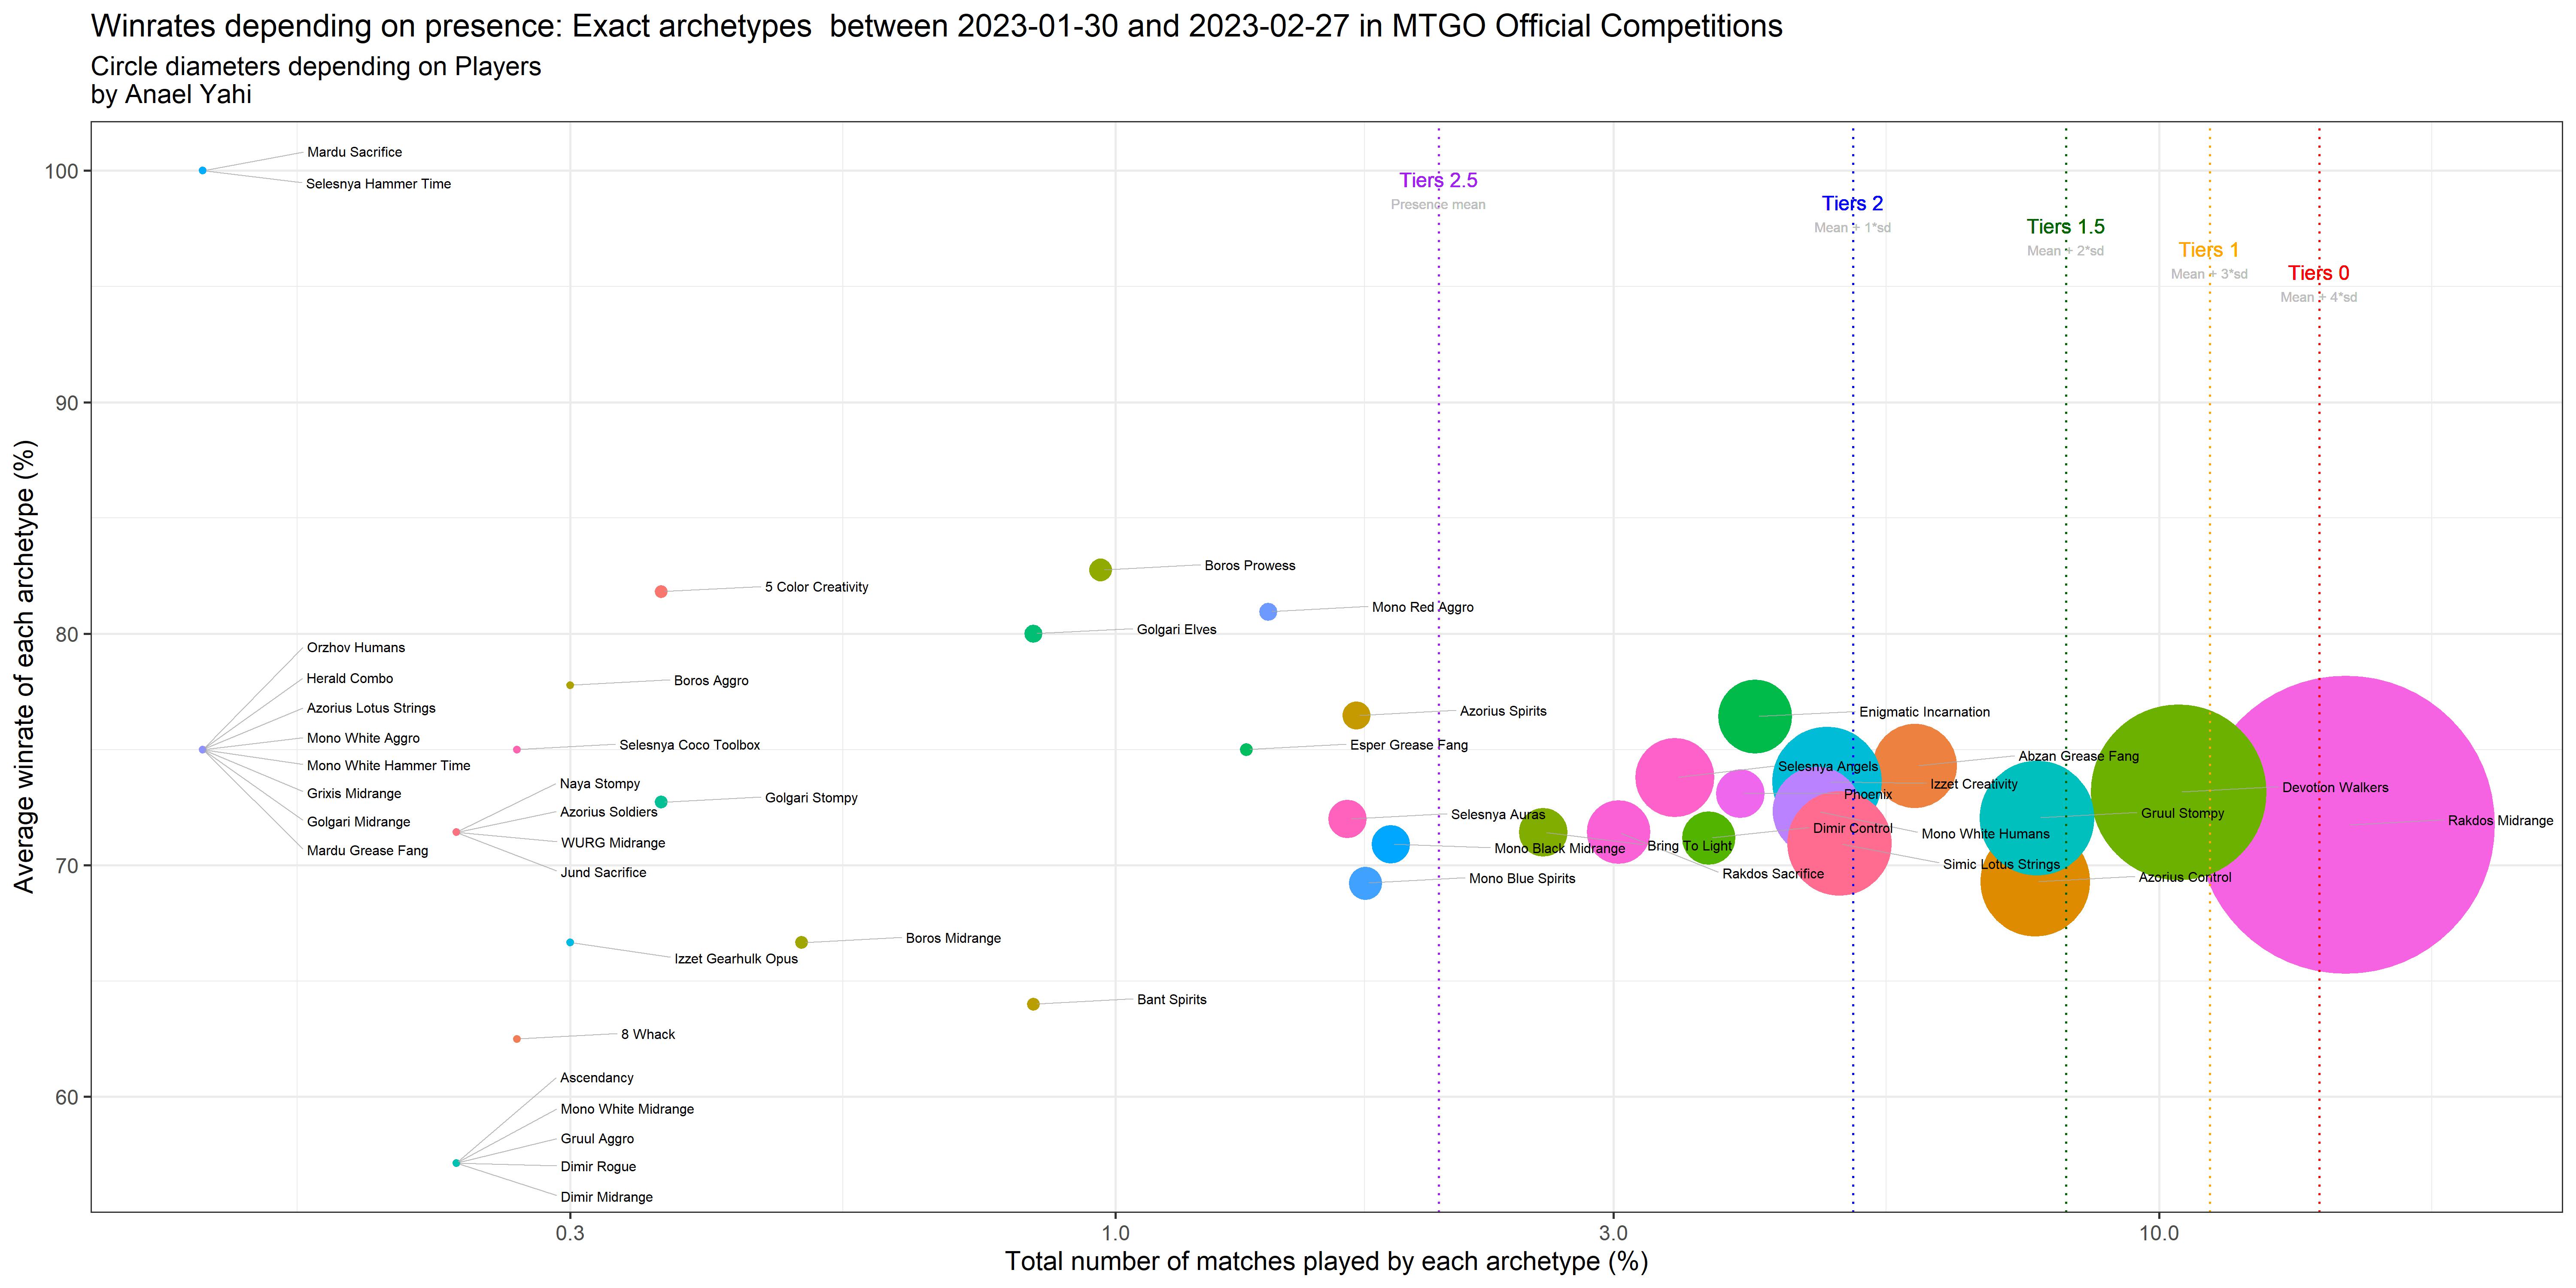 Winrates depending on presence: Exact archetypes  between 2023-01-30 and 2023-02-27 in MTGO Official Competitions
Circle diameters depending on Players
by Anael Yahi
Average winrate of each archetype (%)
100
90
80
70
60
Mardu Sacrifice
Selesnya Hammer Time
Tiers 2.5
Presence mean
Tiers 2
Mean + 1*sd
Tiers 1.5
Mean + 2*sd
Tiers 1
Mean + 3*sd
Tiers 0
Mean + 4*sd
Boros Prowess
5 Color Creativity
Mono Red Aggro
Golgari Elves
Orzhov Humans
Herald Combo
Azorius Lotus Strings
Mono White Aggro
Mono White Hammer Time
Grixis Midrange
Golgari Midrange
Mardu Grease Fang
Boros Aggro
Selesnya Coco Toolbox
Naya Stompy
Azorius Soldiers
WURG Midrange
Jund Sacrifice
Golgari Stompy
Azorius Spirits
Esper Grease Fang
Selesnya Auras
Mono Black Midrange
Mono Blue Spirits
Enigmatic Incarnation
Selesnya Angels
Phoenix
Dimir Control
Bring To Light
Rakdos Sacrifice
Abzan Grease Fang
Izzet Creativity
Mono White Humans
Simic Lotus Strings
Gruul Stompy
Azorius Control
Devotion Walkers
Rakdos Midrange
Boros Midrange
Izzet Gearhulk Opus
Bant Spirits
8 Whack
Ascendancy
Mono White Midrange
Gruul Aggro
Dimir Rogue
Dimir Midrange
0.3
1.0
3.0
10.0
Total number of matches played by each archetype (%)